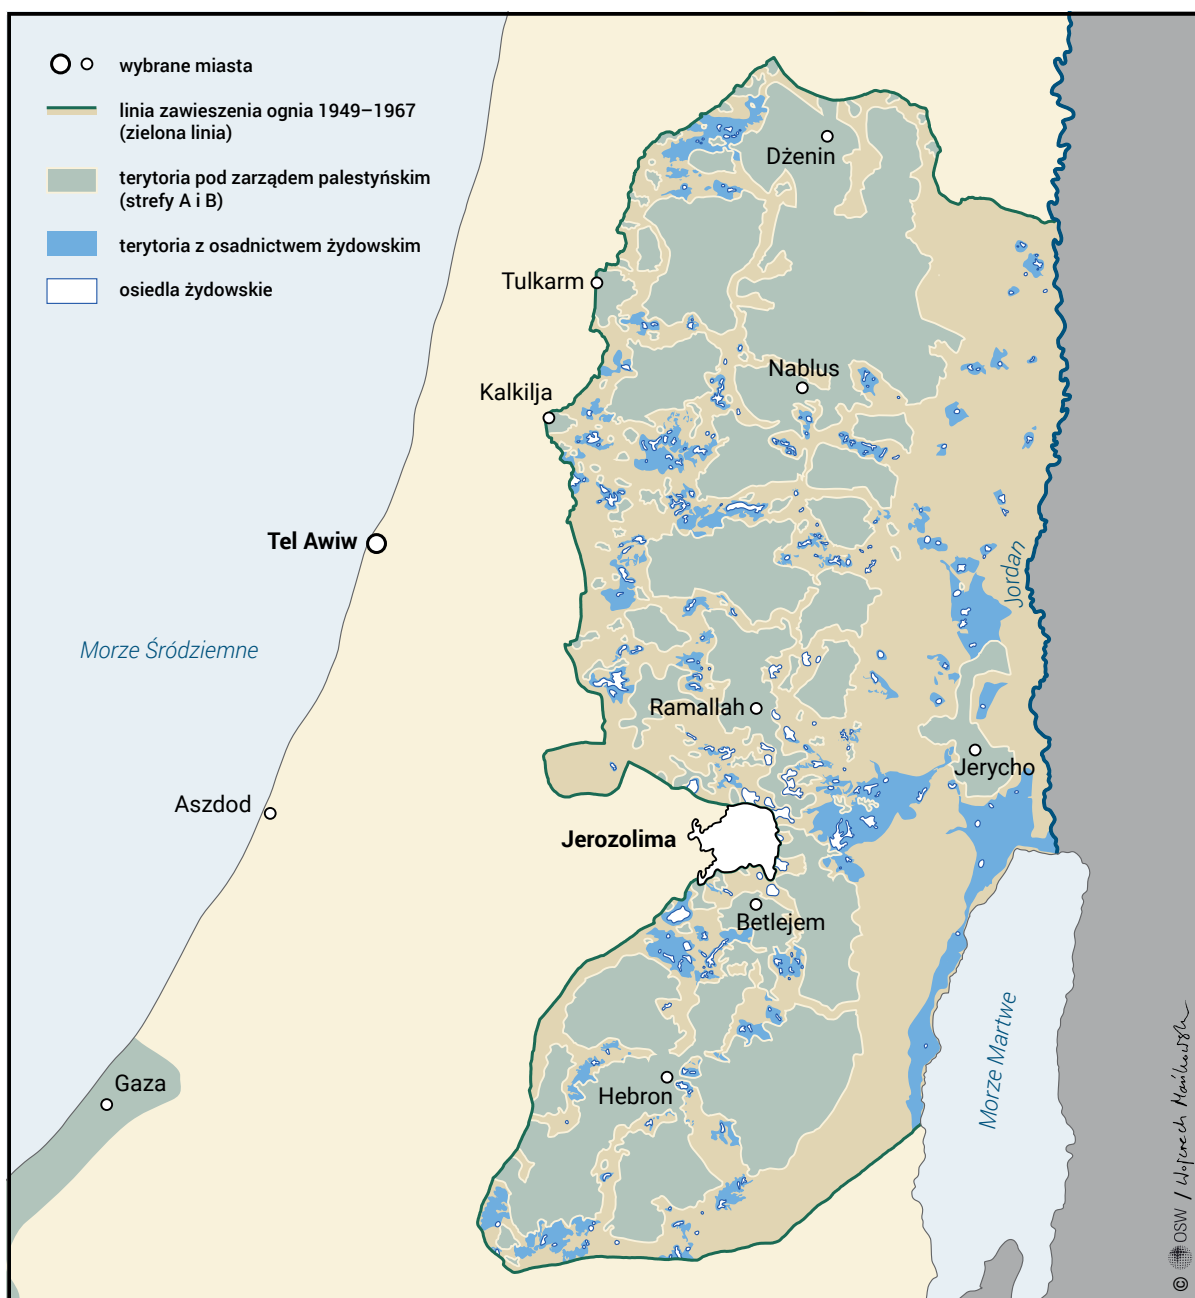 wybrane miasta
linia zawieszenia ognia 1949–1967
(zielona linia)
terytoria pod zarządem palestyńskim
(strefy A i B)
terytoria z osadnictwem żydowskim
osiedla żydowskie
Dżenin
Tulkarm
Nablus
Kalkilja
Tel Awiw
Jordan
Morze Śródziemne
Ramallah
Jerycho
Aszdod
Jerozolima
Betlejem
Morze Martwe
Gaza
Hebron
© OSW / Wojciech Mańkowski